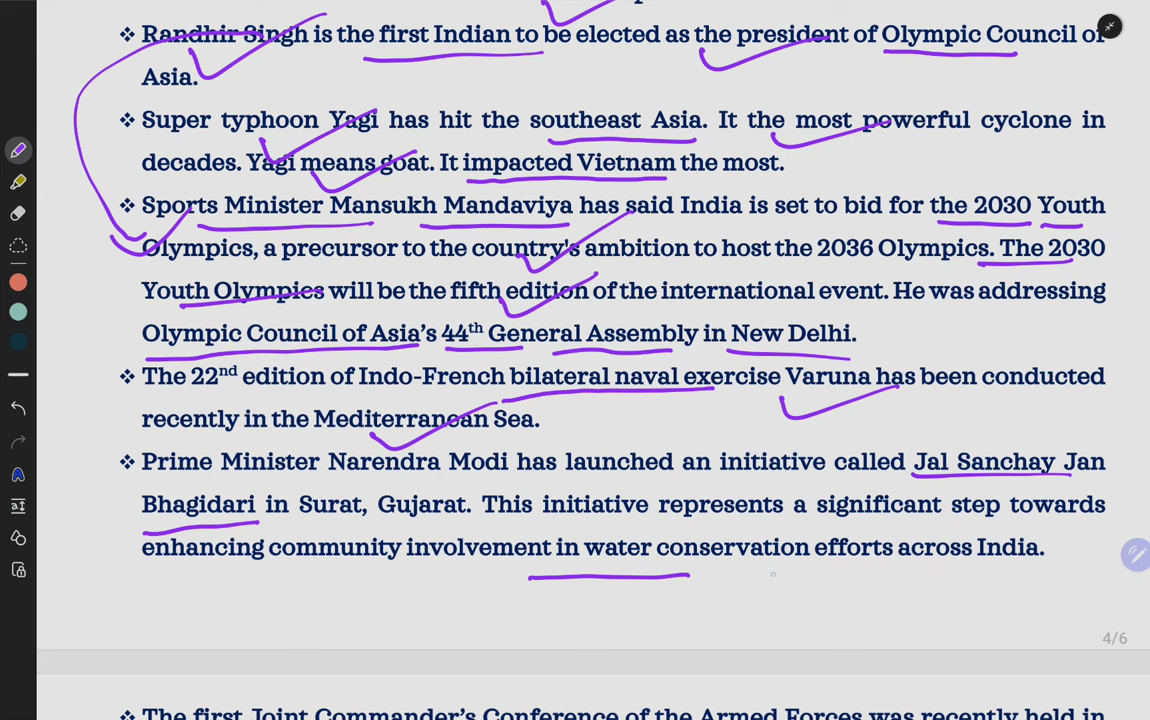 ❖ Randhir Singh is the first Indian to be elected as the president of Olympic Council of
Asia.
❖ Super typhoon Yagi has hit the southeast Asia. It the most powerful cyclone in
decades. Yagi means goat. It impacted Vietnam the most.
❖ Sports Minister Mansukh Mandaviya has said India is set to bid for the 2030 Youth
Olympics, a precursor to the country's ambition to host the 2036 Olympics. The 2030
Youth Olympics will be the fifth edition of the international event. He was addressing
Olympic Council of Asia’s 44th General Assembly in New Delhi.
❖ The 22nd edition of Indo-French bilateral naval exercise Varuna has been conducted
recently in the Mediterranean Sea.
❖ Prime Minister Narendra Modi has launched an initiative called Jal Sanchay Jan
Bhagidari in Surat, Gujarat. This initiative represents a significant step towards
enhancing community involvement in water conservation efforts across India.
4/6
❖ The first Joint Commander’s Conference of the Armed Forces was recently held in